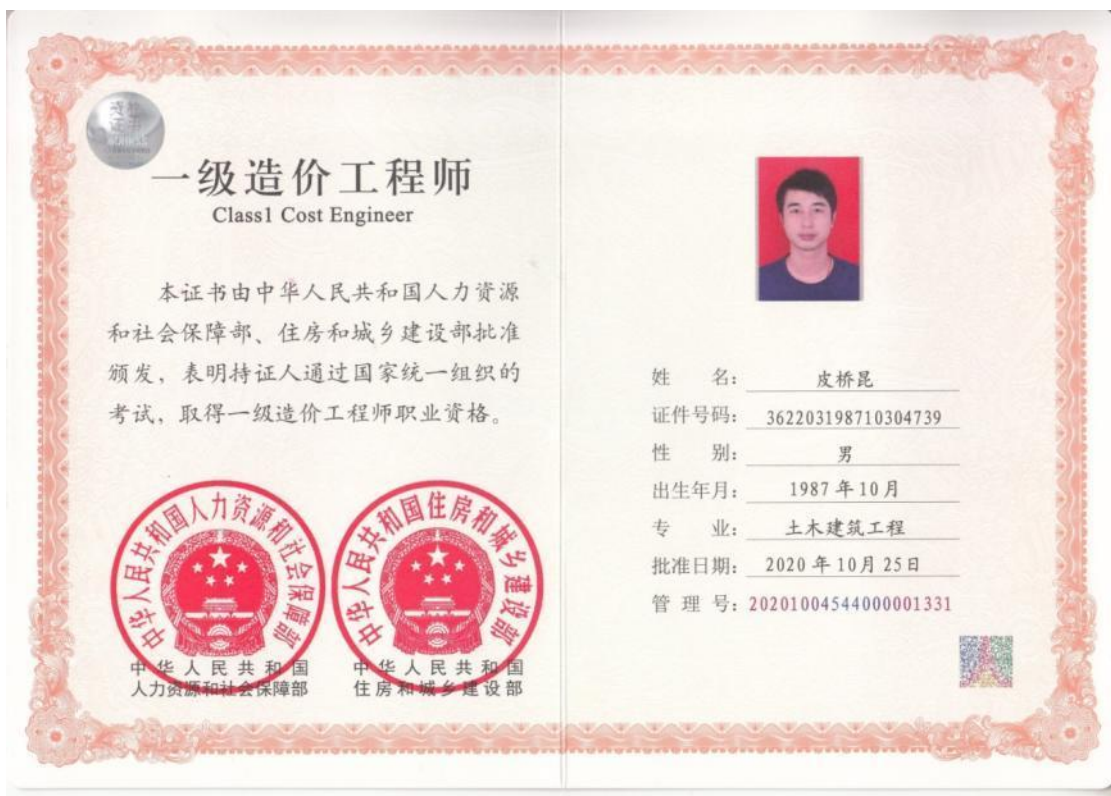 一级造价工程师
Class1 Cost Engineer
本证书由中华人民共和国人力资源
和社会保障部、住房和城乡建设部批准
颁发，表明持证人通过国家统一组织的
考试，取得一级造价工程师职业资格。
中华人民共和国人力资源和社会保障部
中华人民共和国住房和城乡建设部
中华人民共和国
人力资源和社会保障部
中华人民共和国
住房和城乡建设部
姓 名：皮桥昆
证件号码：362203198710304739
性 别：男
出生年月：1987年10月
专 业：土木建筑工程
批准日期：2020年10月25日
管 理 号：20201004544000001331